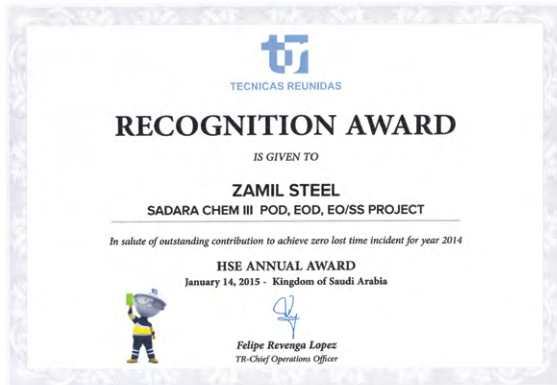 tr
TECNICAS REUNIDAS
RECOGNITION AWARD
IS GIVEN TO
ZAMIL STEEL
SADARA CHEM III POD, EOD, EO/SS PROJECT
In salute of outstanding contribution to achieve zero lost time incident for year 2014
HSE ANNUAL AWARD
January 14, 2015 - Kingdom of Saudi Arabia
Felipe Revenga Lopez
TR-Chief Operations Officer